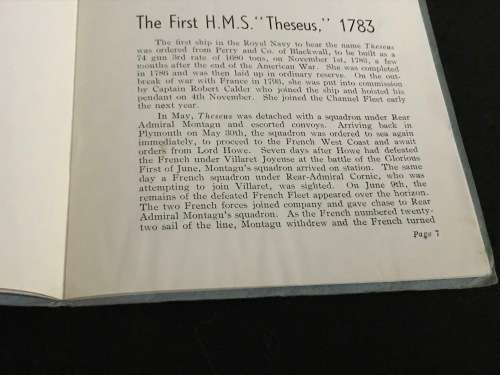 The First H.M.S. "Theseus," 1783
The first ship in the Royal Navy to bear the name Theseus
was ordered from Perry and Co. of Blackwall, to be built as a
74 gun 3rd rate of 1680 tons, on November 1st, 1783, a few
months after the end of the American War. She was completed
in 1786 and was then laid up in ordinary reserve. On the out-
break of war with France in 1793, she was put into commission
by Captain Robert Calder who joined the ship and hoisted his
pendant on 4th November. She joined the Channel Fleet early
the next year.
In May, Theseus was detached with a squadron under Rear
Admiral Montagu and escorted convoys. Arriving back in
Plymouth on May 30th, the squadron was ordered to sea again
immediately, to proceed to the French West Coast and await
orders from Lord Howe. Seven days after Howe had defeated
the French under Villaret Joyense at the battle of the Glorious
First of June, Montagu's squadron arrived on station. The same
day a French squadron under Rear-Admiral Cornic, who was
attempting to join Villaret, was sighted. On June 9th, the
remains of the defeated French Fleet appeared over the horizon.
The two French forces joined company and gave chase to Rear
Admiral Montagu's squadron. As the French numbered twenty-
two sail of the line, Montagu withdrew and the French turned
Page 7